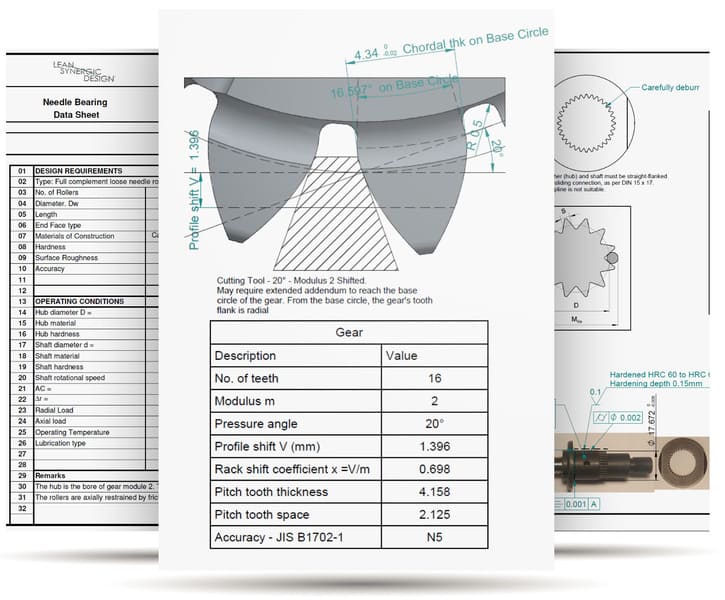 LEAN
SYNERGIC
DESIGN
Needle Bearing
Data Sheet
01 DESIGN REQUIREMENTS
02 Type: Full complement loose needle ro
03 No. of Rollers
04 Diameter, Dw
05 Length
06 End Face type
07 Materials of Construction
08 Hardness
09 Surface Roughness
10 Accuracy
11
12
13 OPERATING CONDITIONS
14 Hub diameter D =
15 Hub material
16 Hub hardness
17 Shaft diameter d =
18 Shaft material
19 Shaft hardness
20 Shaft rotational speed
21 AC =
22 Δr =
23 Radial Load
24 Axial load
25 Operating Temperature
26 Lubrication type
27
28
29 Remarks
30 The hub is the bore of gear module 2.
31 The rollers are axially restrained by fric
32
4.34 0 -0.02 Chordal thk on Base Circle
16.597° on Base Circle
R 0.5
20°
Profile shift V = 1.396
Cutting Tool - 20° - Modulus 2 Shifted.
May require extended addendum to reach the base
circle of the gear. From the base circle, the gear's tooth
flank is radial
Gear
Description Value
No. of teeth 16
Modulus m 2
Pressure angle 20°
Profile shift V (mm) 1.396
Rack shift coefficient x =V/m 0.698
Pitch tooth thickness 4.158
Pitch tooth space 2.125
Accuracy - JIS B1702-1 N5
Carefully deburr
her (hub) and shaft must be straight-flanked
sliding connection, as per DIN 15 x 17.
pline is not suitable.
S
D
Hardened HRC 60 to HRC
Hardening depth 0.15mm
0.1
0.002
Φ 17.672
0.001 A